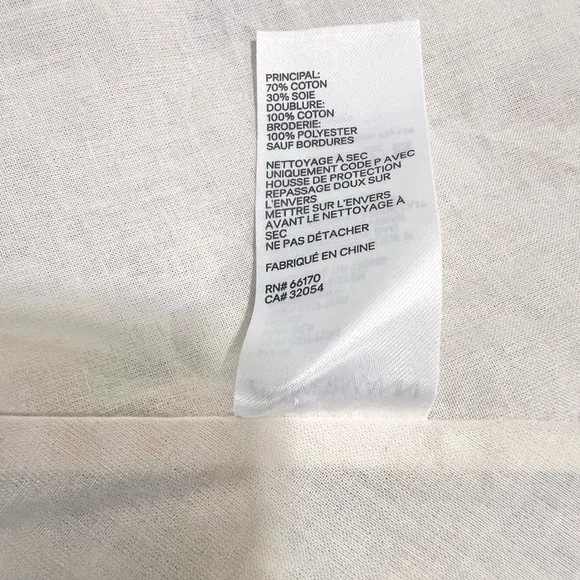 PRINCIPAL:
70% COTON
30% SOIE
DOUBLURE:
100% COTON
BRODERIE:
100% POLYESTER
SAUF BORDURES
NETTOYAGE À SEC
UNIQUEMENT CODE P AVEC
HOUSSE DE PROTECTION
REPASSAGE DOUX SUR
L'ENVERS
METTRE SUR L'ENVERS
AVANT LE NETTOYAGE À
SEC
NE PAS DÉTACHER
FABRIQUÉ EN CHINE
RN# 66170
CA# 32054